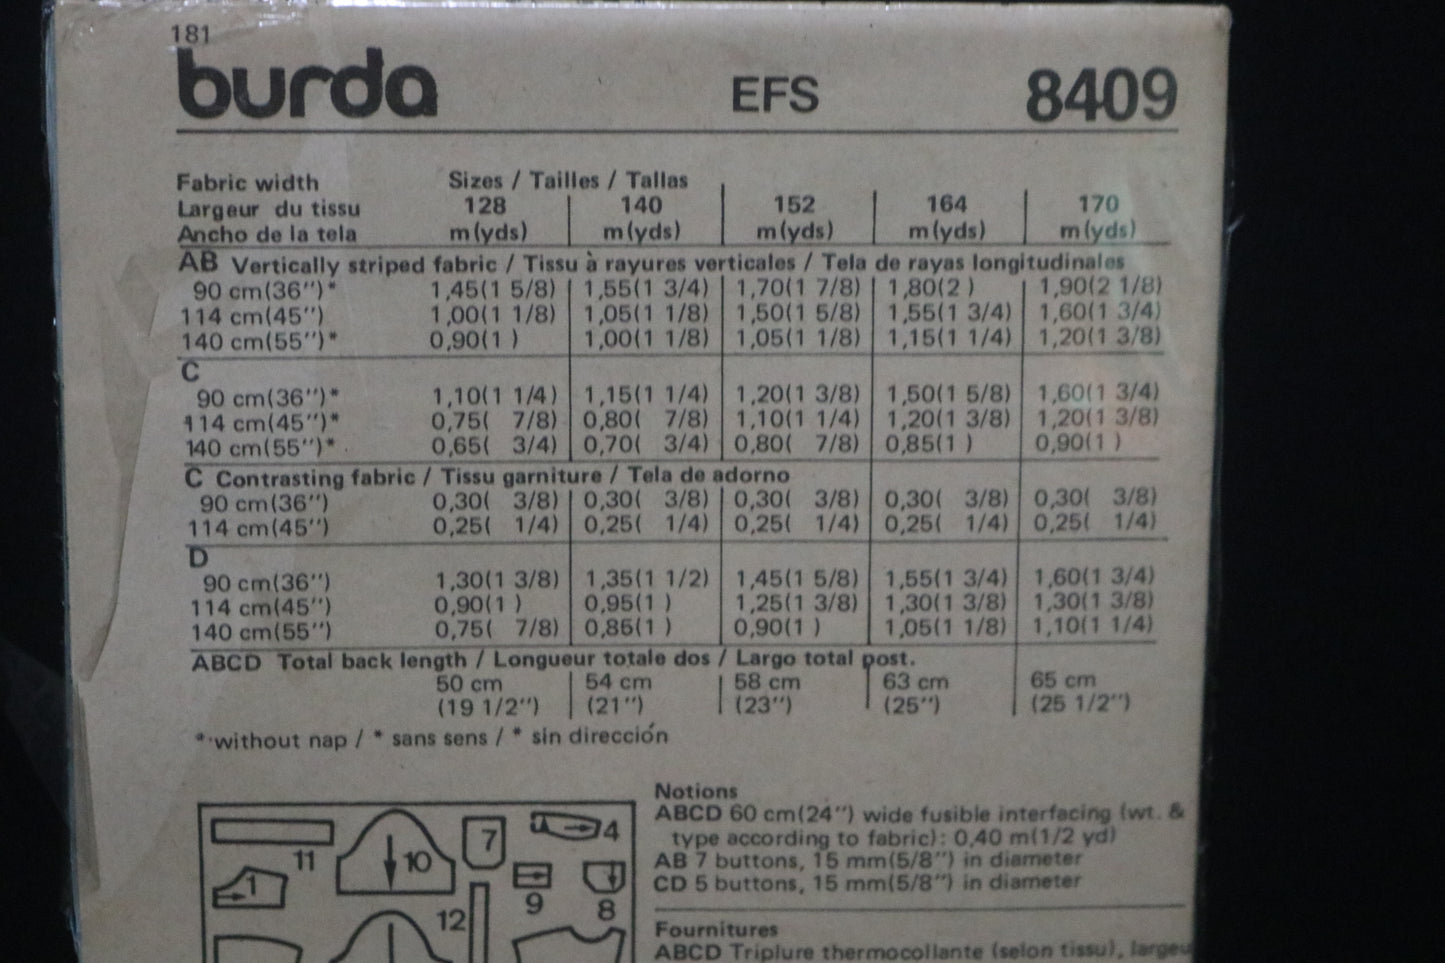 181
burda EFS 8409
Fabric width Sizes / Tailles / Tallas
Largeur du tissu 128 140 152 164 170
Ancho de la tela m(yds) m(yds) m(yds) m(yds) m(yds)
AB Vertically striped fabric / Tissu à rayures verticales / Tela de rayas longitudinales
90 cm(36″)* 1,45(1 5/8) 1,55(1 3/4) 1,70(1 7/8) 1,80(2 ) 1,90(2 1/8)
114 cm(45″) 1,00(1 1/8) 1,05(1 1/8) 1,50(1 5/8) 1,55(1 3/4) 1,60(1 3/4)
140 cm(55″)* 0,90(1 ) 1,00(1 1/8) 1,05(1 1/8) 1,15(1 1/4) 1,20(1 3/8)
C
90 cm(36″)* 1,10(1 1/4) 1,15(1 1/4) 1,20(1 3/8) 1,50(1 5/8) 1,60(1 3/4)
114 cm(45″)* 0,75( 7/8) 0,80( 7/8) 1,10(1 1/4) 1,20(1 3/8) 1,20(1 3/8)
140 cm(55″)* 0,65( 3/4) 0,70( 3/4) 0,80( 7/8) 0,85(1 ) 0,90(1 )
C Contrasting fabric / Tissu garniture / Tela de adorno
90 cm(36″) 0,30( 3/8) 0,30( 3/8) 0,30( 3/8) 0,30( 3/8) 0,30( 3/8)
114 cm(45″) 0,25( 1/4) 0,25( 1/4) 0,25( 1/4) 0,25( 1/4) 0,25( 1/4)
D
90 cm(36″) 1,30(1 3/8) 1,35(1 1/2) 1,45(1 5/8) 1,55(1 3/4) 1,60(1 3/4)
114 cm(45″) 0,90(1 ) 0,95(1 ) 1,25(1 3/8) 1,30(1 3/8) 1,30(1 3/8)
140 cm(55″) 0,75( 7/8) 0,85(1 ) 0,90(1 ) 1,05(1 1/8) 1,10(1 1/4)
ABCD Total back length / Longueur totale dos / Largo total post.
50 cm 54 cm 58 cm 63 cm 65 cm
(19 1/2″) (21″) (23″) (25″) (25 1/2″)
* without nap / * sans sens / * sin dirección
Notions
ABCD 60 cm(24″) wide fusible interfacing (wt. &
type according to fabric): 0,40 m(1/2 yd)
AB 7 buttons, 15 mm(5/8″) in diameter
CD 5 buttons, 15 mm(5/8″) in diameter
Fournitures
ABCD Triplure thermocollante (selon tissu), largeu
11 10 7 4
1 9 8
12